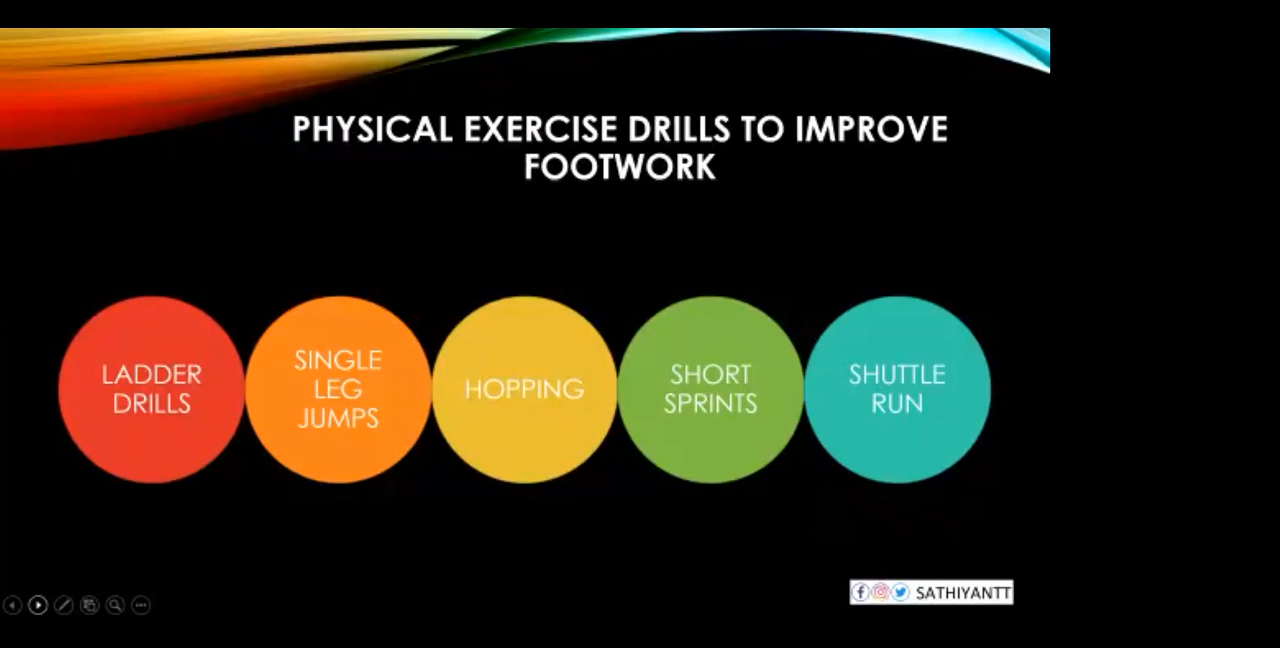 PHYSICAL EXERCISE DRILLS TO IMPROVE
FOOTWORK
LADDER
DRILLS
SINGLE
LEG
JUMPS
HOPPING
SHORT
SPRINTS
SHUTTLE
RUN
SATHIYANTT